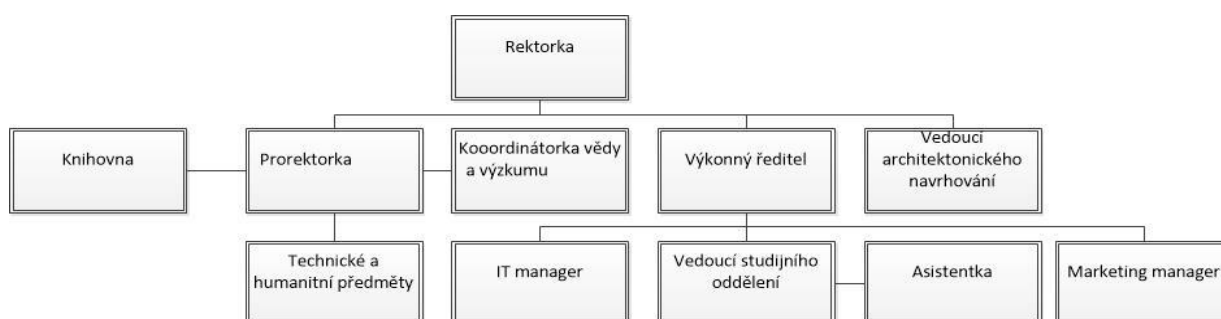 Rektorka
Knihovna
Prorektorka
Kooordinátorka vědy
a výzkumu
Výkonný ředitel
Vedoucí
architektonického
navrhování
Technické a
humanitní předměty
IT manager
Vedoucí studijního
oddělení
Asistentka
Marketing manager